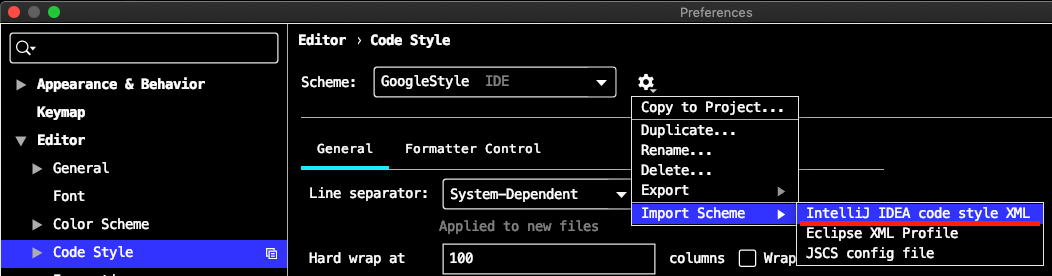 Preferences
Editor › Code Style
Appearance & Behavior
Keymap
Editor
General
Font
Color Scheme
Code Style
Scheme: GoogleStyle IDE
Copy to Project...
Duplicate...
Rename...
Delete...
Export
Import Scheme
IntelliJ IDEA code style XML
Eclipse XML Profile
JSCS config file
General Formatter Control
Line separator: System-Dependent
Applied to new files
Hard wrap at 100 columns Wrap